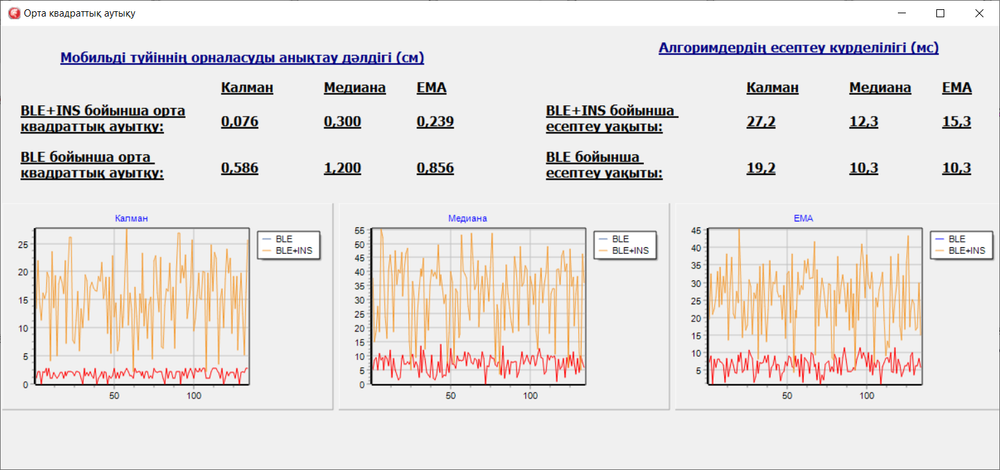 Орта квадраттық аутықу
Мобильді түйіннің орналасуды анықтау дәлдігі (см)
Калман Медиана EMA
BLE+INS бойынша орта
квадраттық ауытқу:
0,076 0,300 0,239
BLE бойынша орта
квадраттық ауытқу:
0,586 1,200 0,856
Алгоримдердің есептеу күрделілігі (мс)
Калман Медиана EMA
BLE+INS бойынша
есептеу уақыты:
27,2 12,3 15,3
BLE бойынша
есептеу уақыты:
19,2 10,3 10,3
Калман
25
20
15
10
5
0
50 100
BLE
BLE+INS
Медиана
55
50
45
40
35
30
25
20
15
10
5
0
50 100
BLE
BLE+INS
EMA
45
40
35
30
25
20
15
10
5
50 100
BLE
BLE+INS